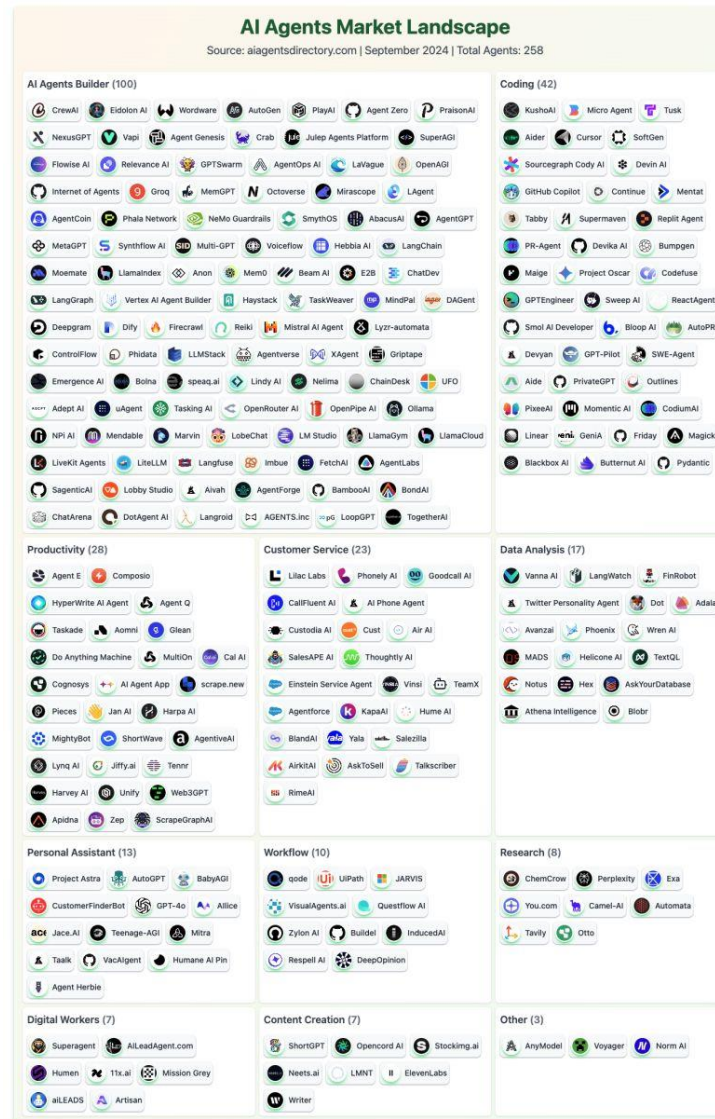 AI Agents Market Landscape
Source: aiagentsdirectory.com | September 2024 | Total Agents: 258
AI Agents Builder (100)
CrewAI Eidolon AI Wordware AutoGen PlayAI Agent Zero PraisonAI
NexusGPT Vapi Agent Genesis Crab Julep Agents Platform SuperAGI
Flowise AI Relevance AI GPTSwarm AgentOps AI LaVague OpenAGI
Internet of Agents Groq MemGPT Octoverse Mirascope LAgent
AgentCoin Phala Network NeMo Guardrails SmythOS AbacusAI AgentGPT
MetaGPT Synthflow AI Multi-GPT Voiceflow Hebbia AI LangChain
Moemate LlamaIndex Anon Mem0 Beam AI E2B ChatDev
LangGraph Vertex AI Agent Builder Haystack TaskWeaver MindPal DAGent
Deepgram Dify Firecrawl Reiki Mistral AI Agent Lyzr-automata
ControlFlow Phidata LLMStack Agentverse XAgent Griptape
Emergence AI Bolna speaq.ai Lindy AI Nelima ChainDesk UFO
Adept AI uAgent Tasking AI OpenRouter AI OpenPipe AI Ollama
NPi AI Mendable Marvin LobeChat LM Studio LlamaGym LlamaCloud
LiveKit Agents LiteLLM Langfuse Imbue FetchAI AgentLabs
SagenticAI Lobby Studio Aivah AgentForge BambooAI BondAI
ChatArena DotAgent AI Langroid AGENTS.inc LoopGPT TogetherAI
Coding (42)
KushoAI Micro Agent Tusk
Aider Cursor SoftGen
Sourcegraph Cody AI Devin AI
GitHub Copilot Continue Mentat
Tabby Supermaven Replit Agent
PR-Agent Devika AI Bumpgen
Maige Project Oscar Codefuse
GPTEngineer Sweep AI ReactAgent
Smol AI Developer Bloop AI AutoPR
Devyan GPT-Pilot SWE-Agent
Aide PrivateGPT Outlines
PixeeAI Momentic AI CodiumAI
Linear GeniA Friday Magick
Blackbox AI Butternut AI Pydantic
Productivity (28)
Agent E Composio
HyperWrite AI Agent Agent Q
Taskade Aomni Glean
Do Anything Machine MultiOn Cal AI
Cognosys AI Agent App scrape.new
Pieces Jan AI Harpa AI
MightyBot ShortWave AgentiveAI
Lynq AI Jiffy.ai Tennr
Harvey AI Unify Web3GPT
Apidna Zep ScrapeGraphAI
Customer Service (23)
Lilac Labs Phonely AI Goodcall AI
CallFluent AI AI Phone Agent
Custodia AI Cust Air AI
SalesAPE AI Thoughtly AI
Einstein Service Agent Vinsi TeamX
Agentforce KapaAI Hume AI
BlandAI Yala Salezilla
AirkitAI AskToSell Talkscriber
RimeAI
Data Analysis (17)
Vanna AI LangWatch FinRobot
Twitter Personality Agent Dot Adala
Avanzai Phoenix Wren AI
MADS Helicone AI TextQL
Notus Hex AskYourDatabase
Athena Intelligence Blobr
Personal Assistant (13)
Project Astra AutoGPT BabyAGI
CustomerFinderBot GPT-4o Allice
Jace.AI Teenage-AGI Mitra
Taalk VacAIgent Humane AI Pin
Agent Herbie
Workflow (10)
qode UiPath JARVIS
VisualAgents.ai Questflow AI
Zylon AI Buildel InducedAI
Respell AI DeepOpinion
Research (8)
ChemCrow Perplexity Exa
You.com Camel-AI Automata
Tavily Otto
Digital Workers (7)
Superagent AILeadAgent.com
Humen 11x.ai Mission Grey
aiLEADS Artisan
Content Creation (7)
ShortGPT Opencord AI Stockimg.ai
Neets.ai LMNT ElevenLabs
Writer
Other (3)
AnyModel Voyager Norm AI